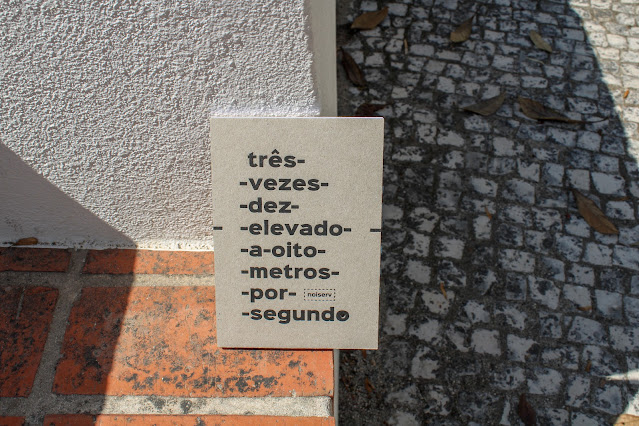 três-
-vezes-
-dez-
-elevado-
-a-oito-
-metros-
-por- noiserv
-segundo